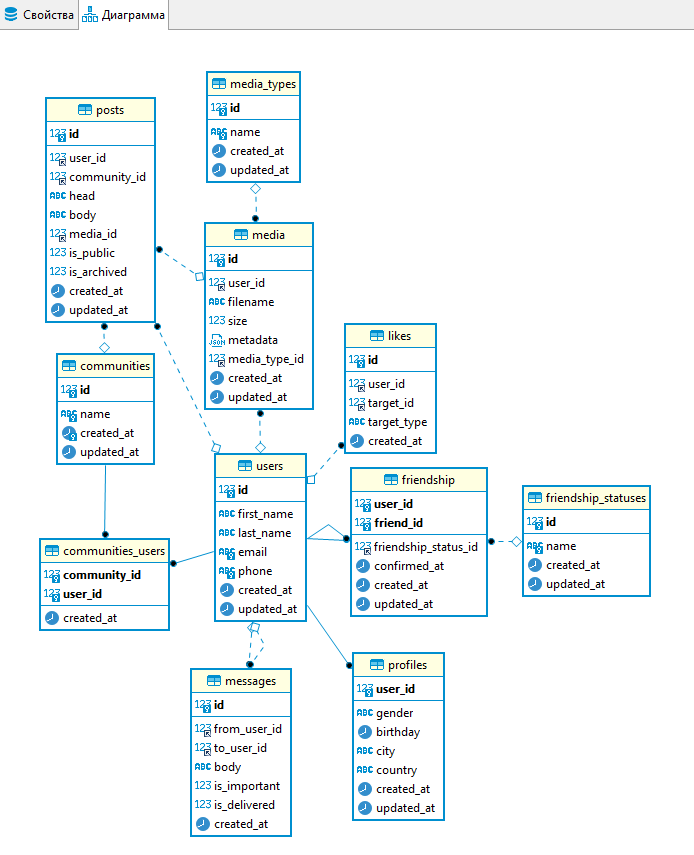 Свойства
Диаграмма
media_types
id
name
created_at
updated_at
posts
id
user_id
community_id
head
body
media_id
is_public
is_archived
created_at
updated_at
media
id
user_id
filename
size
metadata
media_type_id
created_at
updated_at
likes
id
user_id
target_id
target_type
created_at
communities
id
name
created_at
updated_at
users
id
first_name
last_name
email
phone
created_at
updated_at
friendship
user_id
friend_id
friendship_status_id
confirmed_at
created_at
updated_at
friendship_statuses
id
name
created_at
updated_at
communities_users
community_id
user_id
created_at
messages
id
from_user_id
to_user_id
body
is_important
is_delivered
created_at
profiles
user_id
gender
birthday
city
country
created_at
updated_at